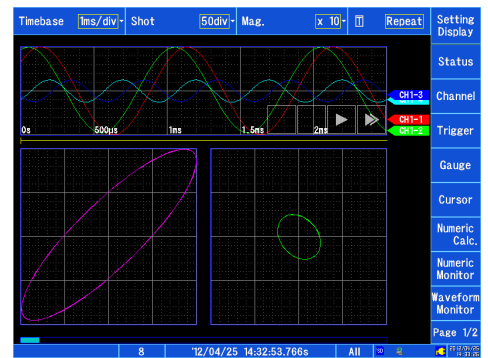 Timebase 1ms/div Shot 50div Mag. x 10 T Repeat
Setting
Display
Status
Channel
Trigger
Gauge
Cursor
Numeric
Calc.
Numeric
Monitor
Waveform
Monitor
Page 1/2
CH1-3
CH1-1
CH1-2
0s 500μs 1ms 1.5ms 2ms
8 '12/04/25 14:32:53.766s All